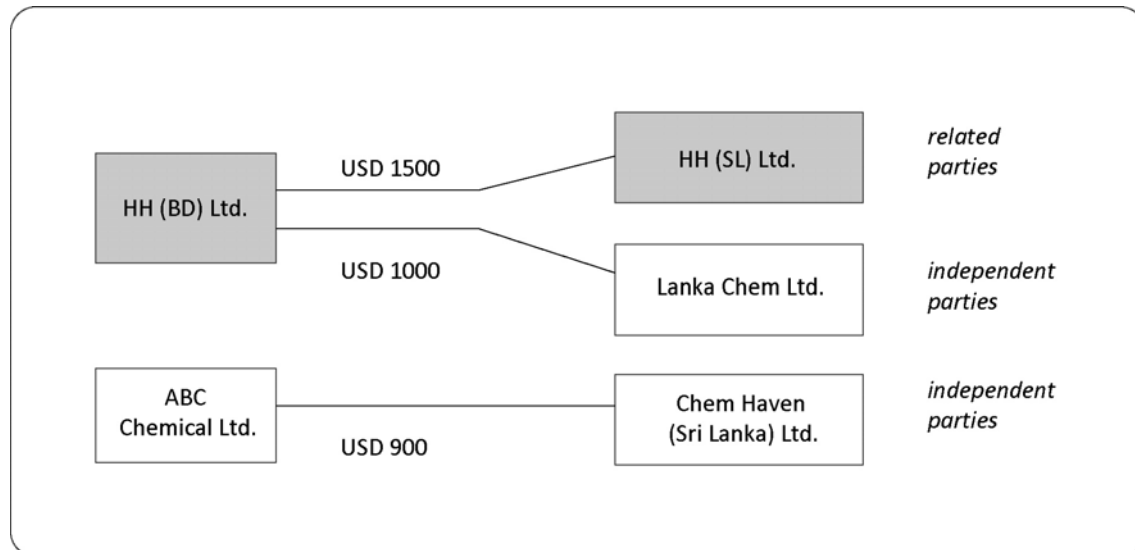 HH (BD) Ltd.
USD 1500
HH (SL) Ltd.
related
parties
USD 1000
Lanka Chem Ltd.
independent
parties
ABC
Chemical Ltd.
USD 900
Chem Haven
(Sri Lanka) Ltd.
independent
parties